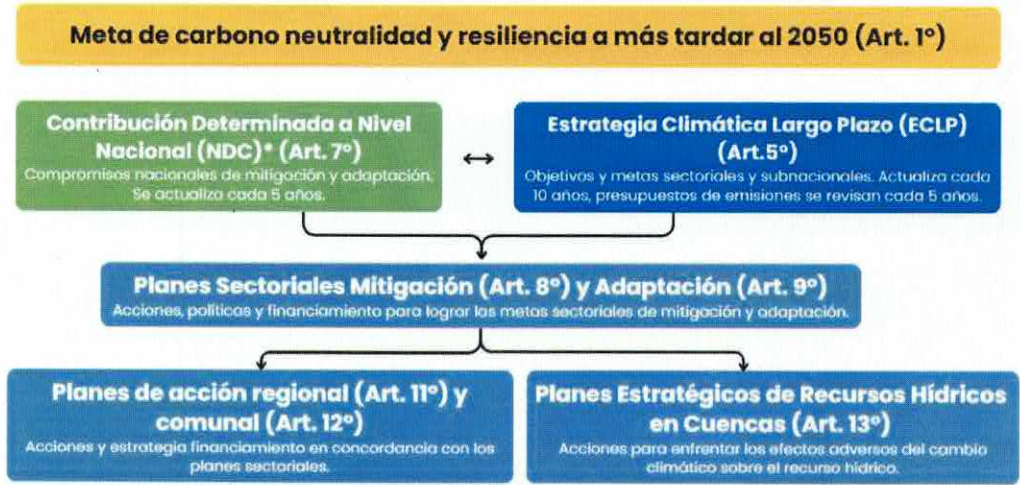 Meta de carbono neutralidad y resiliencia a más tardar al 2050 (Art. 1°)
Contribución Determinada a Nivel
Nacional (NDC)* (Art. 7°)
Compromisos nacionales de mitigación y adaptación.
Se actualiza cada 5 años.
Estrategia Climática Largo Plazo (ECLP)
(Art.5°)
Objetivos y metas sectoriales y subnacionales. Actualiza cada
10 años, presupuestos de emisiones se revisan cada 5 años.
Planes Sectoriales Mitigación (Art. 8°) y Adaptación (Art. 9°)
Acciones, políticas y financiamiento para lograr las metas sectoriales de mitigación y adaptación.
Planes de acción regional (Art. 11°) y
comunal (Art. 12°)
Acciones y estrategia financiamiento en concordancia con los
planes sectoriales.
Planes Estratégicos de Recursos Hídricos
en Cuencas (Art. 13°)
Acciones para enfrentar los efectos adversos del cambio
climático sobre el recurso hídrico.